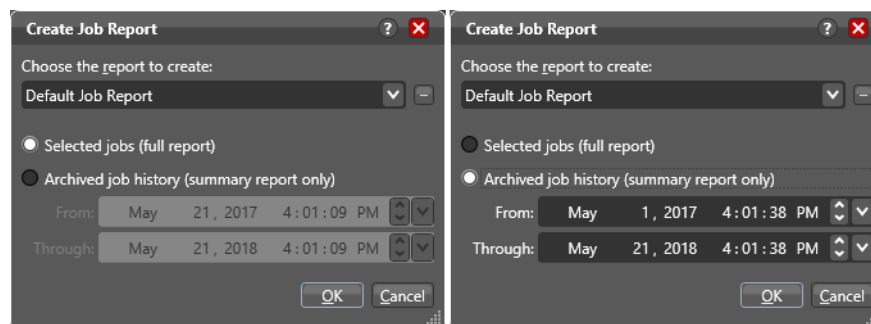 Create Job Report ?
Choose the report to create:
Default Job Report
Selected jobs (full report)
Archived job history (summary report only)
From: May 21, 2017 4:01:09 PM
Through: May 21, 2018 4:01:09 PM
OK Cancel
Create Job Report ?
Choose the report to create:
Default Job Report
Selected jobs (full report)
Archived job history (summary report only)
From: May 1, 2017 4:01:38 PM
Through: May 21, 2018 4:01:38 PM
OK Cancel